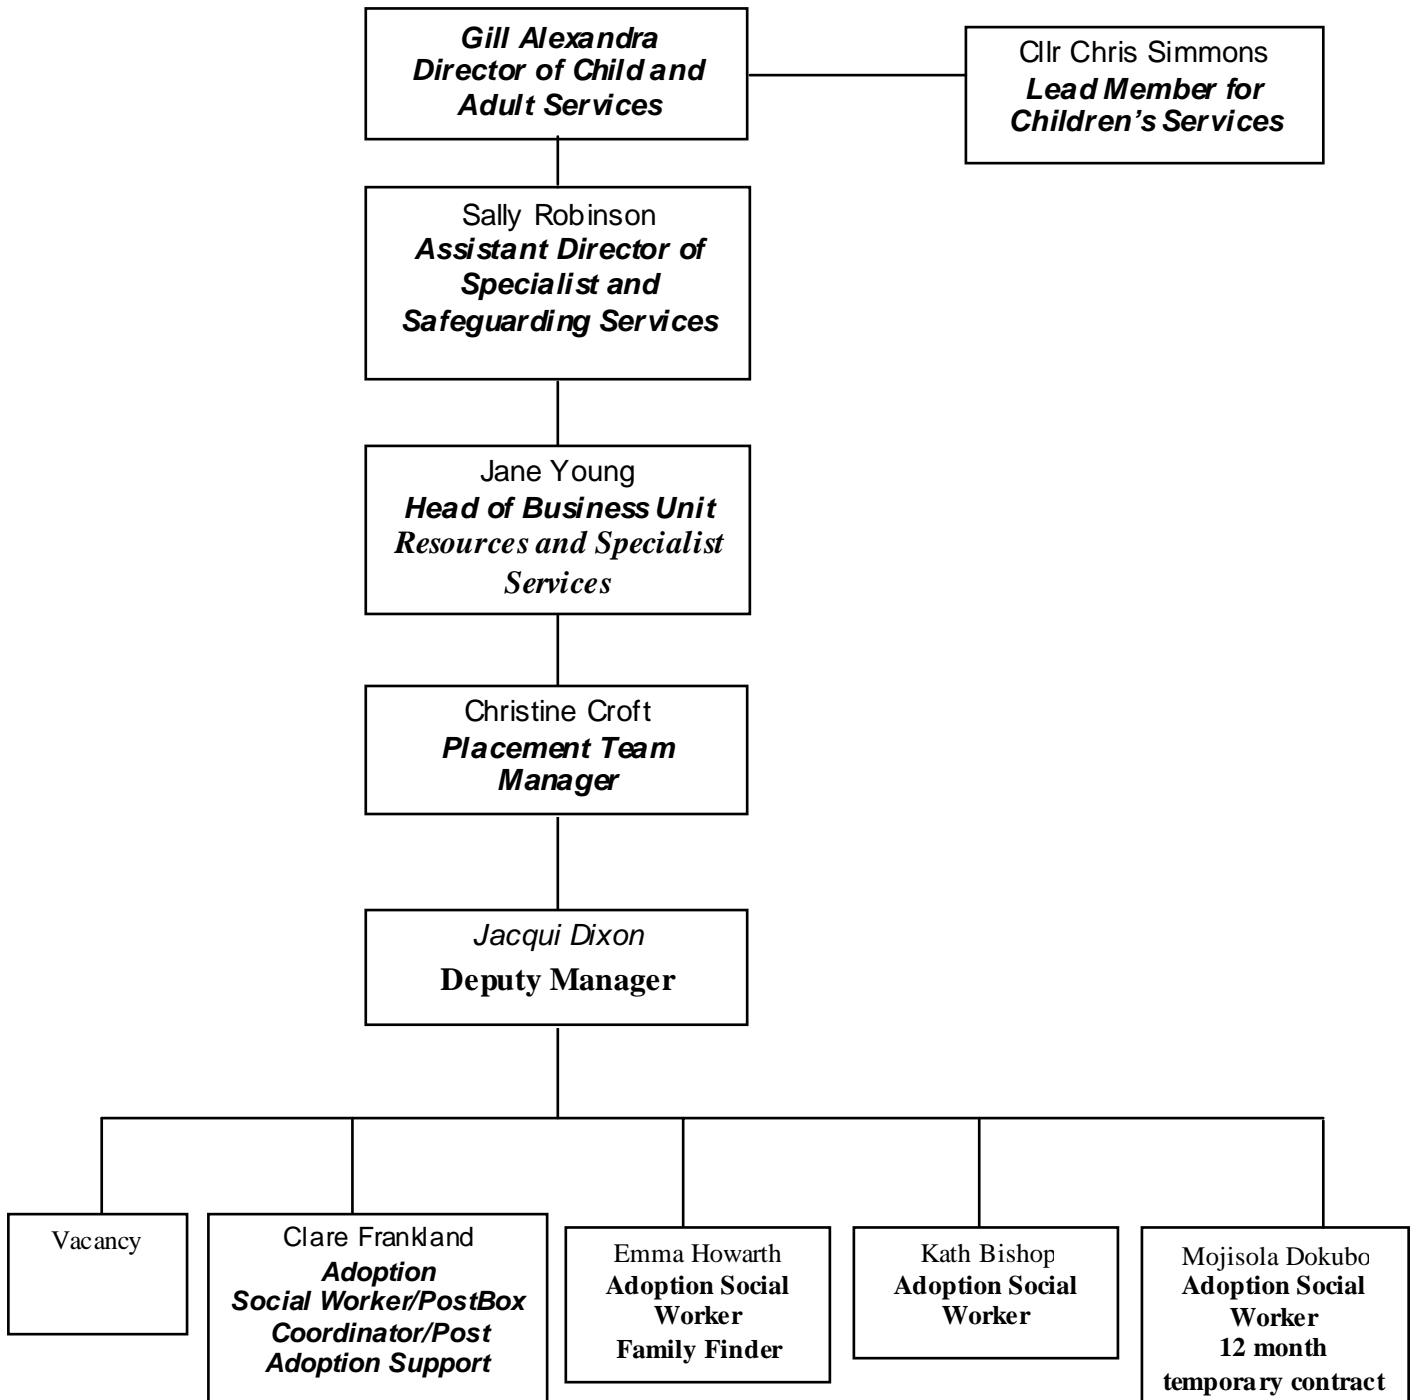 Gill Alexandra
Director of Child and
Adult Services
Cllr Chris Simmons
Lead Member for
Children’s Services
Sally Robinson
Assistant Director of
Specialist and
Safeguarding Services
Jane Young
Head of Business Unit
Resources and Specialist
Services
Christine Croft
Placement Team
Manager
Jacqui Dixon
Deputy Manager
Vacancy
Clare Frankland
Adoption
Social Worker/PostBox
Coordinator/Post
Adoption Support
Emma Howarth
Adoption Social
Worker
Family Finder
Kath Bishop
Adoption Social
Worker
Mojisola Dokubo
Adoption Social
Worker
12 month
temporary contract